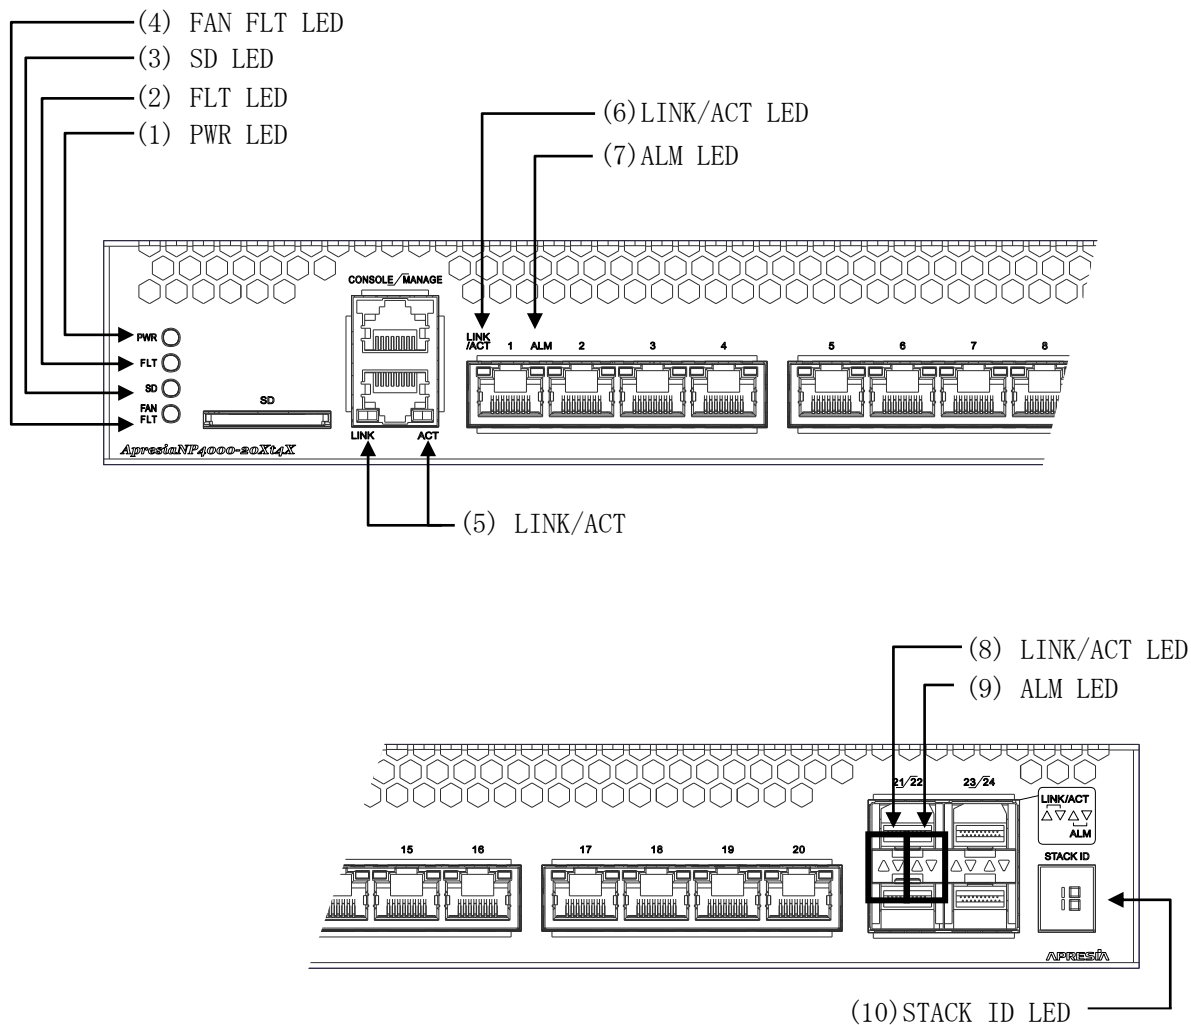 (4) FAN FLT LED
(3) SD LED
(2) FLT LED
(1) PWR LED
(6)LINK/ACT LED
(7)ALM LED
CONSOLE/MANAGE
PWR
FLT
SD
FAN
FLT
SD
LINK
/ACT
1 ALM 2 3 4 5 6 7 8
LINK ACT
ApresiaNP4000-20Xt4X
(5) LINK/ACT
(8) LINK/ACT LED
(9) ALM LED
21/22 23/24
LINK/ACT
ALM
15 16 17 18 19 20
STACK ID
APRESIA
(10)STACK ID LED